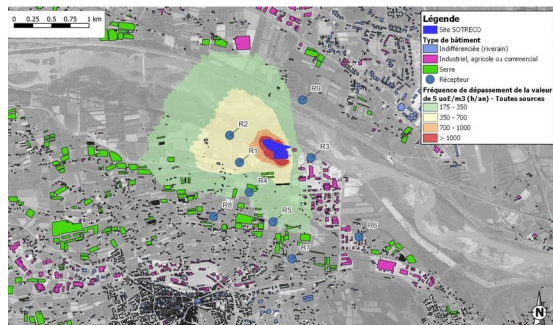 0 0.25 0.5 0.75 1 km
Légende
Site SOTRECO
Type de bâtiment
Indifférenciée (riverain)
Industriel, agricole ou commercial
Serre
Récepteur
Fréquence de dépassement de la valeur
de 5 uoE/m3 (h/an) - Toutes sources
175 - 350
350 - 700
700 - 1000
> 1000
R9
R2
R1
R3
R4
R8
R5
R6
R7
N